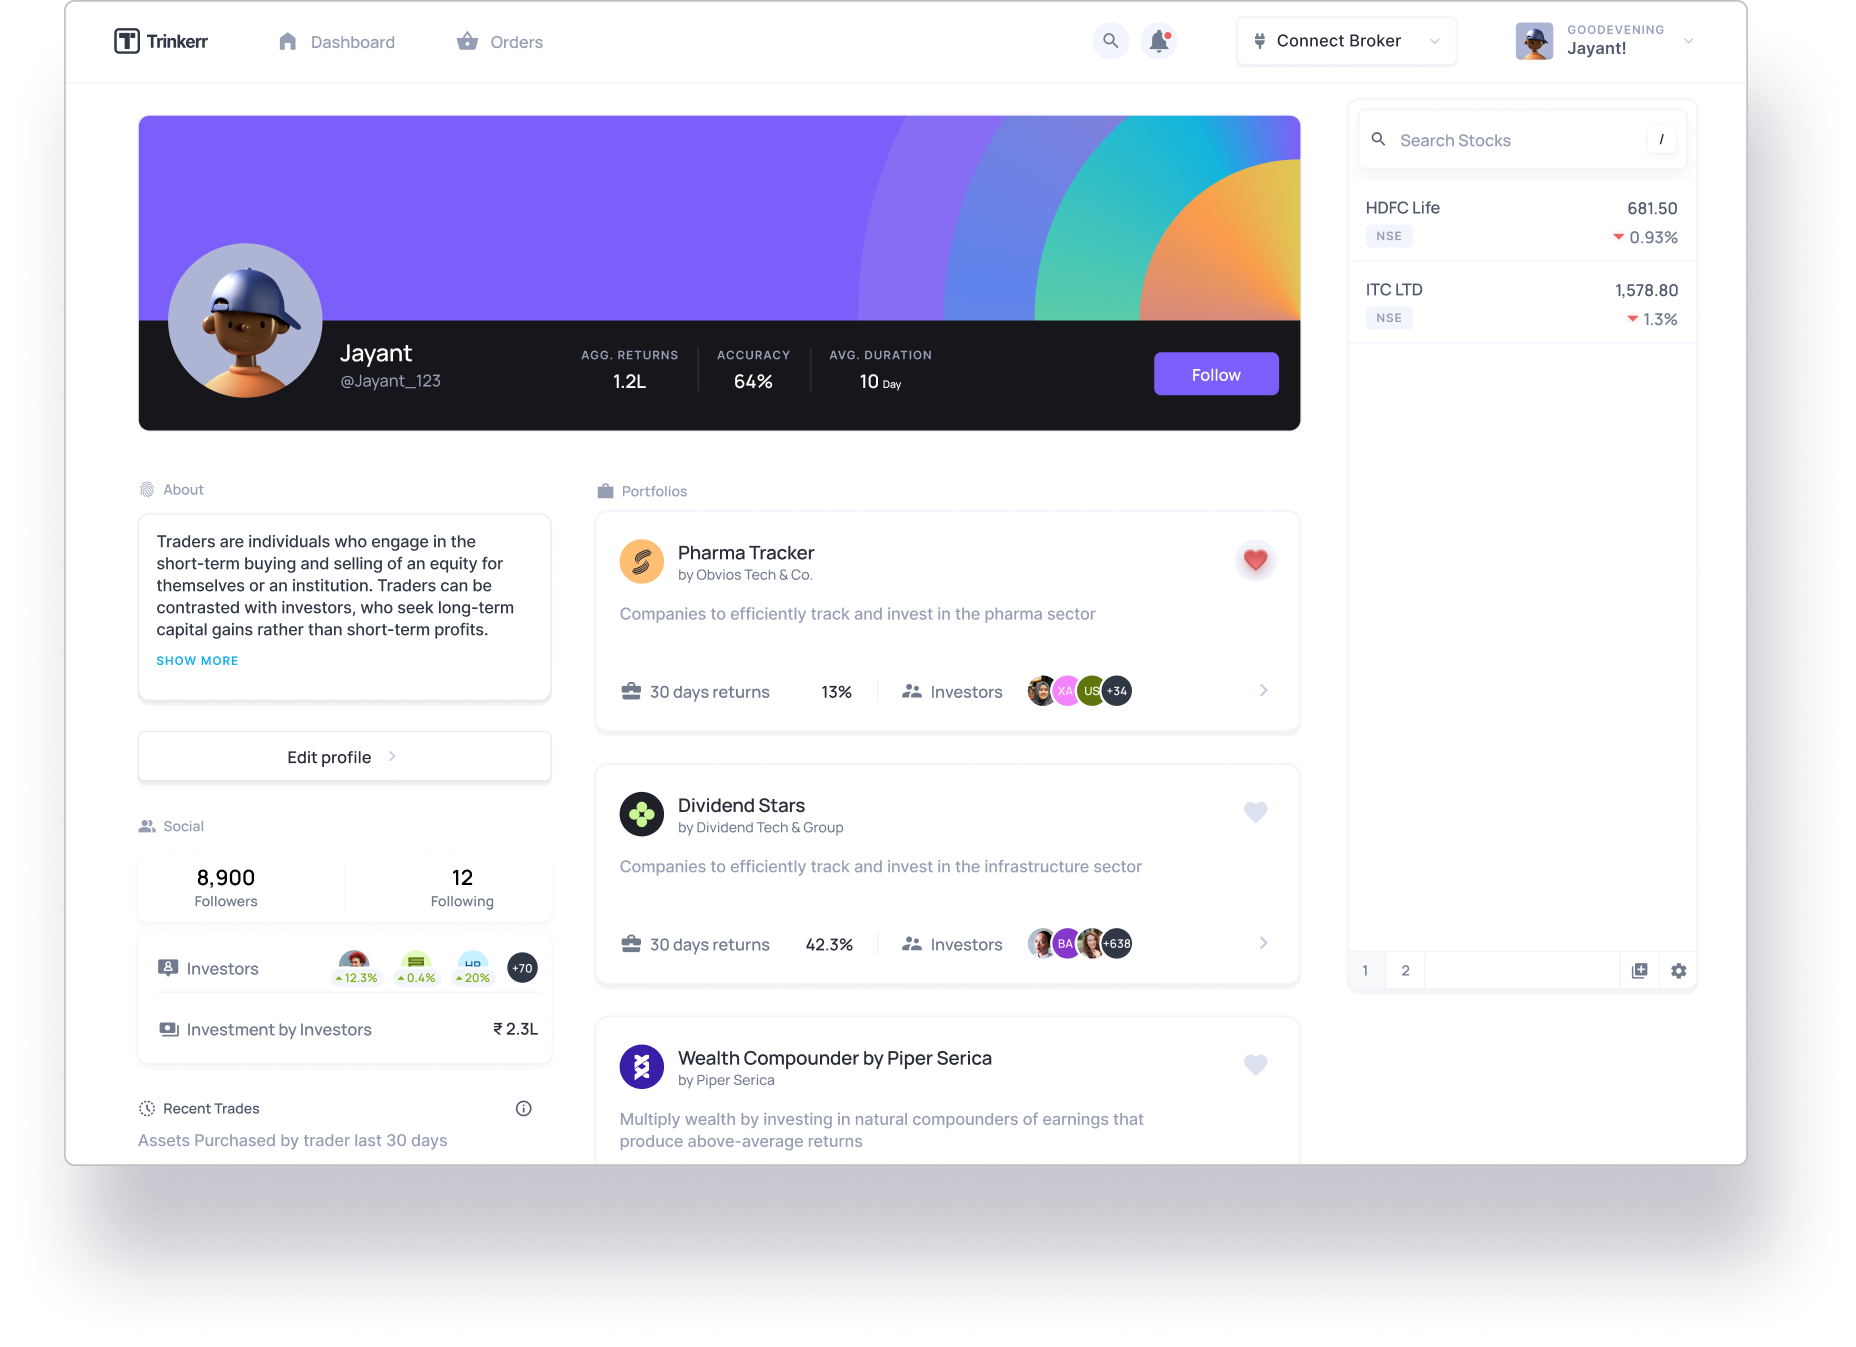 Trinkerr
Dashboard
Orders
Connect Broker
GOODEVENING
Jayant!
Jayant
@Jayant_123
AGG. RETURNS
1.2L
ACCURACY
64%
AVG. DURATION
10 Day
Follow
About
Traders are individuals who engage in the
short-term buying and selling of an equity for
themselves or an institution. Traders can be
contrasted with investors, who seek long-term
capital gains rather than short-term profits.
SHOW MORE
Edit profile
Social
8,900
Followers
12
Following
Investors
12.3%
0.4%
20%
+70
Investment by Investors
₹ 2.3L
Recent Trades
Assets Purchased by trader last 30 days
Portfolios
Pharma Tracker
by Obvios Tech & Co.
Companies to efficiently track and invest in the pharma sector
30 days returns
13%
Investors
XA
US
+34
Dividend Stars
by Dividend Tech & Group
Companies to efficiently track and invest in the infrastructure sector
30 days returns
42.3%
Investors
BA
+638
Wealth Compounder by Piper Serica
by Piper Serica
Multiply wealth by investing in natural compounders of earnings that
produce above-average returns
Search Stocks
/
HDFC Life
681.50
NSE
0.93%
ITC LTD
1,578.80
NSE
1.3%
1
2